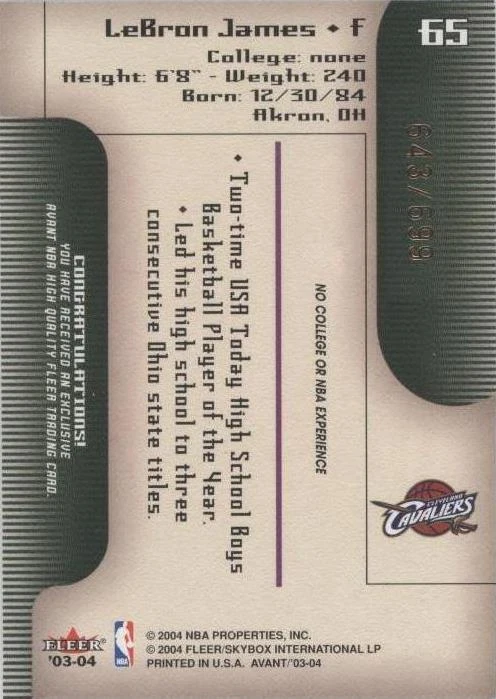 LeBron James • F
65
College: none
Height: 6'8" - Weight: 240
Born: 12/30/84
Akron, OH
643/699
• Two-time USA Today High School Boys
Basketball Player of the Year.
• Led his high school to three
consecutive Ohio state titles.
NO COLLEGE OR NBA EXPERIENCE
CONGRATULATIONS!
YOU HAVE RECEIVED AN EXCLUSIVE
AVANT NBA HIGH QUALITY FLEER TRADING CARD.
CLEVELAND
CAVALIERS
FLEER
'03-04
NBA
© 2004 NBA PROPERTIES, INC.
© 2004 FLEER/SKYBOX INTERNATIONAL LP
PRINTED IN U.S.A. AVANT/'03-04